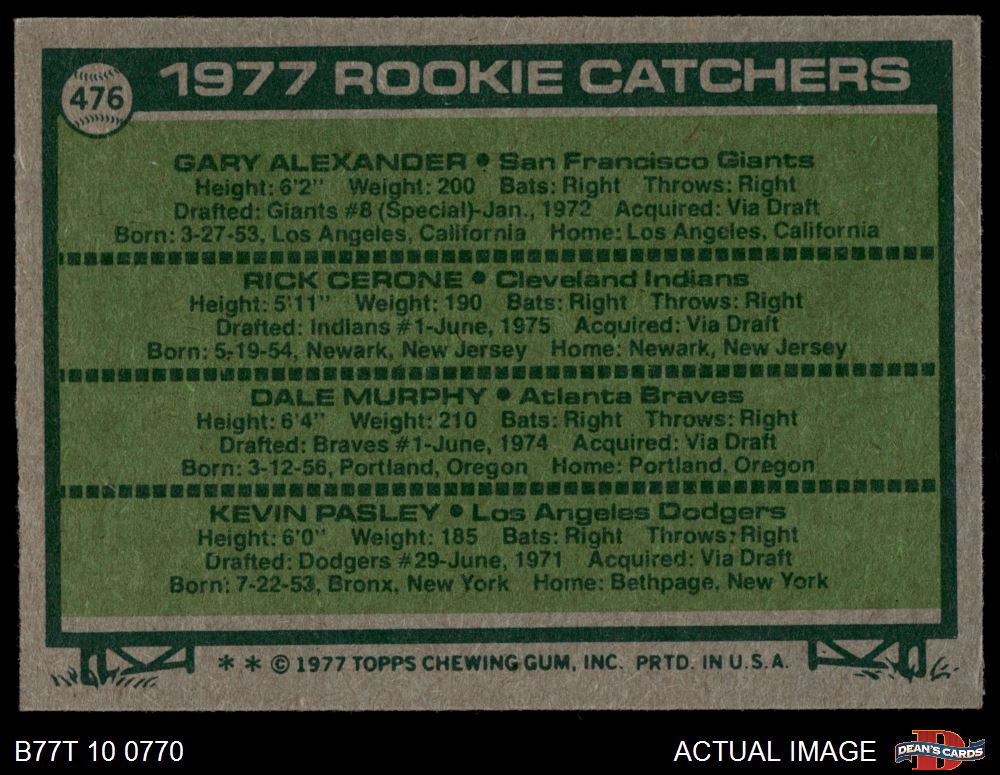 476
1977 ROOKIE CATCHERS
GARY ALEXANDER • San Francisco Giants
Height: 6'2" Weight: 200 Bats: Right Throws: Right
Drafted: Giants #8 (Special)-Jan., 1972 Acquired: Via Draft
Born: 3-27-53, Los Angeles, California Home: Los Angeles, California
RICK CERONE • Cleveland Indians
Height: 5'11" Weight: 190 Bats: Right Throws: Right
Drafted: Indians #1-June, 1975 Acquired: Via Draft
Born: 5-19-54, Newark, New Jersey Home: Newark, New Jersey
DALE MURPHY • Atlanta Braves
Height: 6'4" Weight: 210 Bats: Right Throws: Right
Drafted: Braves #1-June, 1974 Acquired: Via Draft
Born: 3-12-56, Portland, Oregon Home: Portland, Oregon
KEVIN PASLEY • Los Angeles Dodgers
Height: 6'0" Weight: 185 Bats: Right Throws: Right
Drafted: Dodgers #29-June, 1971 Acquired: Via Draft
Born: 7-22-53, Bronx, New York Home: Bethpage, New York
* * © 1977 TOPPS CHEWING GUM, INC. PRTD. IN U.S.A.
B77T 10 0770 ACTUAL IMAGE
DEAN'S CARDS